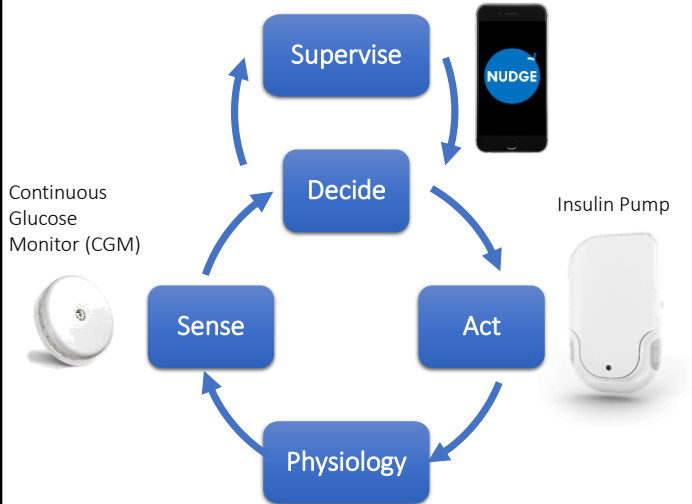 Supervise
NUDGE
Decide
Continuous
Glucose
Monitor (CGM)
Insulin Pump
Sense
Act
Physiology